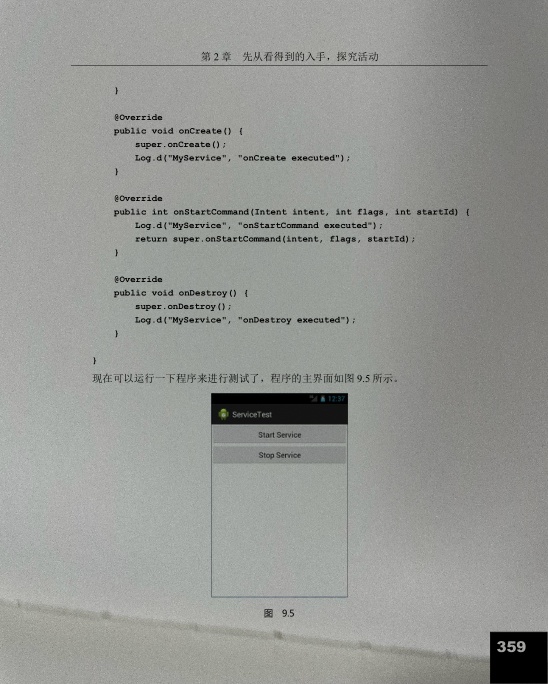 第 2 章 先从看得到的入手，探究活动
}
@Override
public void onCreate() {
super.onCreate();
Log.d("MyService", "onCreate executed");
}
@Override
public int onStartCommand(Intent intent, int flags, int startId) {
Log.d("MyService", "onStartCommand executed");
return super.onStartCommand(intent, flags, startId);
}
@Override
public void onDestroy() {
super.onDestroy();
Log.d("MyService", "onDestroy executed");
}
}
现在可以运行一下程序来进行测试了，程序的主界面如图 9.5 所示。
12:37
ServiceTest
Start Service
Stop Service
图 9.5
359